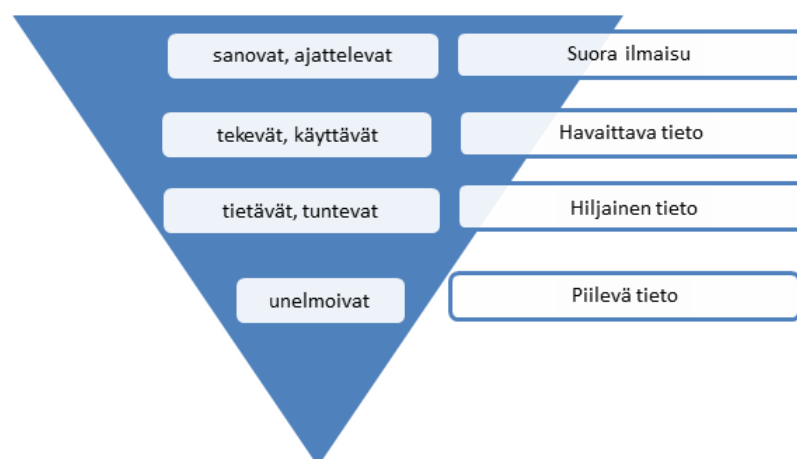 sanovat, ajattelevat
Suora ilmaisu
tekevät, käyttävät
Havaittava tieto
tietävät, tuntevat
Hiljainen tieto
unelmoivat
Piilevä tieto